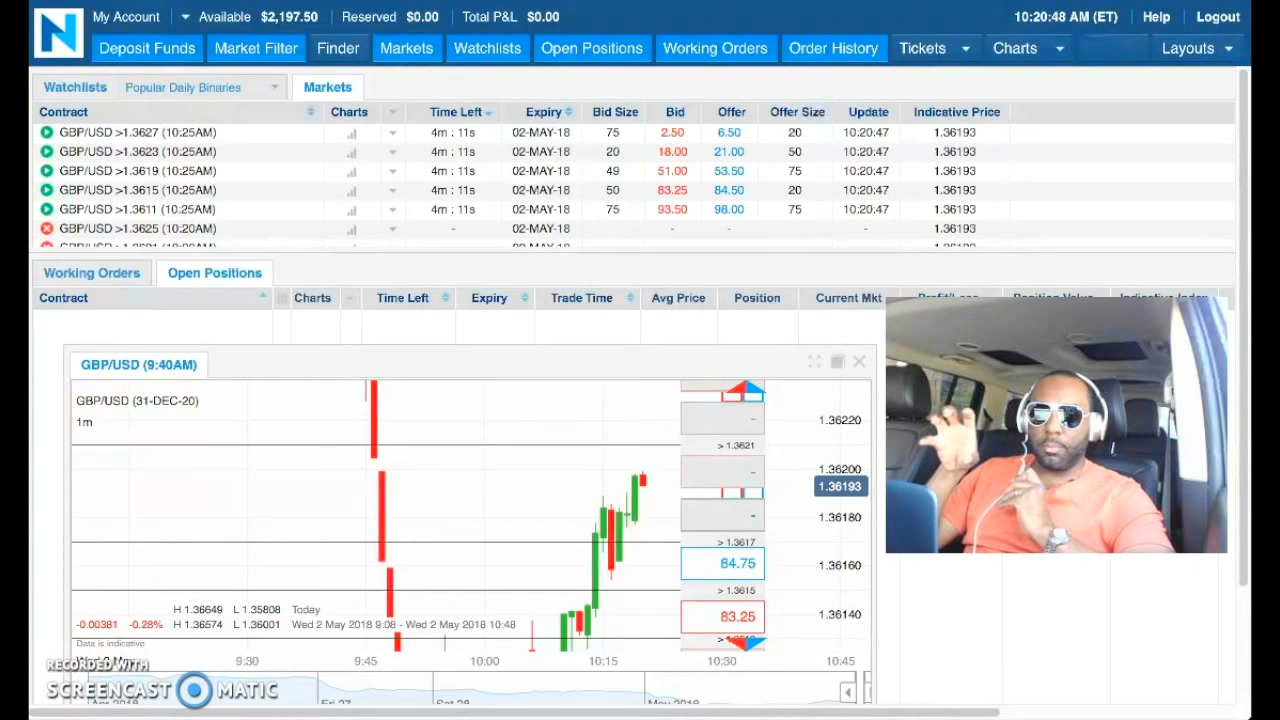 N My Account Available $2,197.50 Reserved $0.00 Total P&L $0.00 10:20:48 AM (ET) Help Logout
Deposit Funds Market Filter Finder Markets Watchlists Open Positions Working Orders Order History Tickets Charts Layouts
Watchlists Popular Daily Binaries Markets
Contract Charts Time Left Expiry Bid Size Bid Offer Offer Size Update Indicative Price
GBP/USD >1.3627 (10:25AM) 4m : 11s 02-MAY-18 75 2.50 6.50 20 10:20:47 1.36193
GBP/USD >1.3623 (10:25AM) 4m : 11s 02-MAY-18 20 18.00 21.00 50 10:20:47 1.36193
GBP/USD >1.3619 (10:25AM) 4m : 11s 02-MAY-18 49 51.00 53.50 75 10:20:47 1.36193
GBP/USD >1.3615 (10:25AM) 4m : 11s 02-MAY-18 50 83.25 84.50 20 10:20:47 1.36193
GBP/USD >1.3611 (10:25AM) 4m : 11s 02-MAY-18 75 93.50 98.00 75 10:20:47 1.36193
GBP/USD >1.3625 (10:20AM) - 02-MAY-18 - - - 1.36193
Working Orders Open Positions
Contract Charts Time Left Expiry Trade Time Avg Price Position Current Mkt
GBP/USD (9:40AM)
GBP/USD (31-DEC-20)
1m
1.36220
> 1.3621
1.36200
1.36193
1.36180
> 1.3617
84.75 1.36160
> 1.3615
H 1.36649 L 1.35808 Today 83.25 1.36140
-0.00381 -0.28% H 1.36574 L 1.36001 Wed 2 May 2018 9:08 - Wed 2 May 2018 10:48
Data is indicative
9:30 9:45 10:00 10:15 10:30 10:45
RECORDED WITH
SCREENCAST MATIC
Apr 2018 Fri 27 Sat 28 May 2018